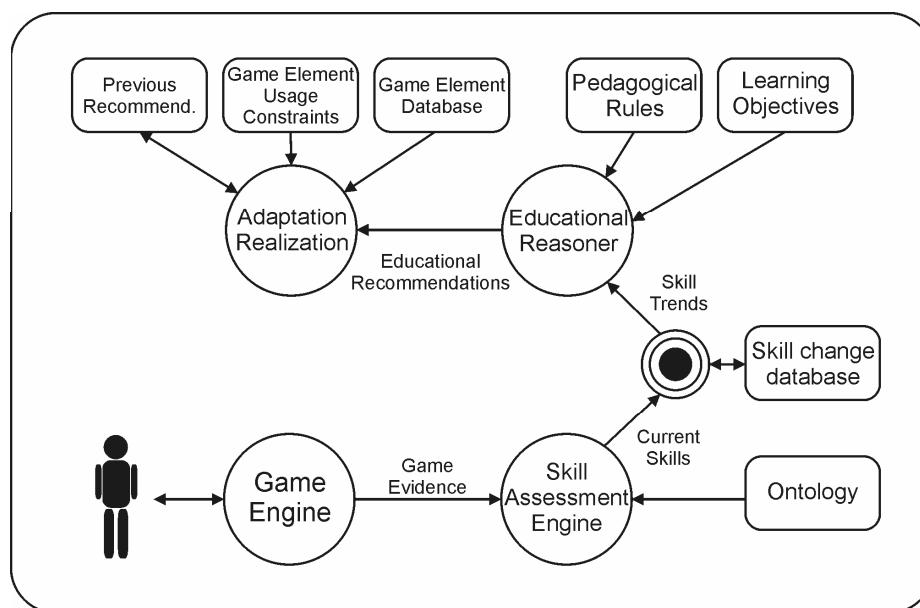 Previous
Recommend.
Game Element
Usage
Constraints
Game Element
Database
Pedagogical
Rules
Learning
Objectives
Adaptation
Realization
Educational
Reasoner
Educational
Recommendations
Skill
Trends
Skill change
database
Current
Skills
Game
Engine
Game
Evidence
Skill
Assessment
Engine
Ontology